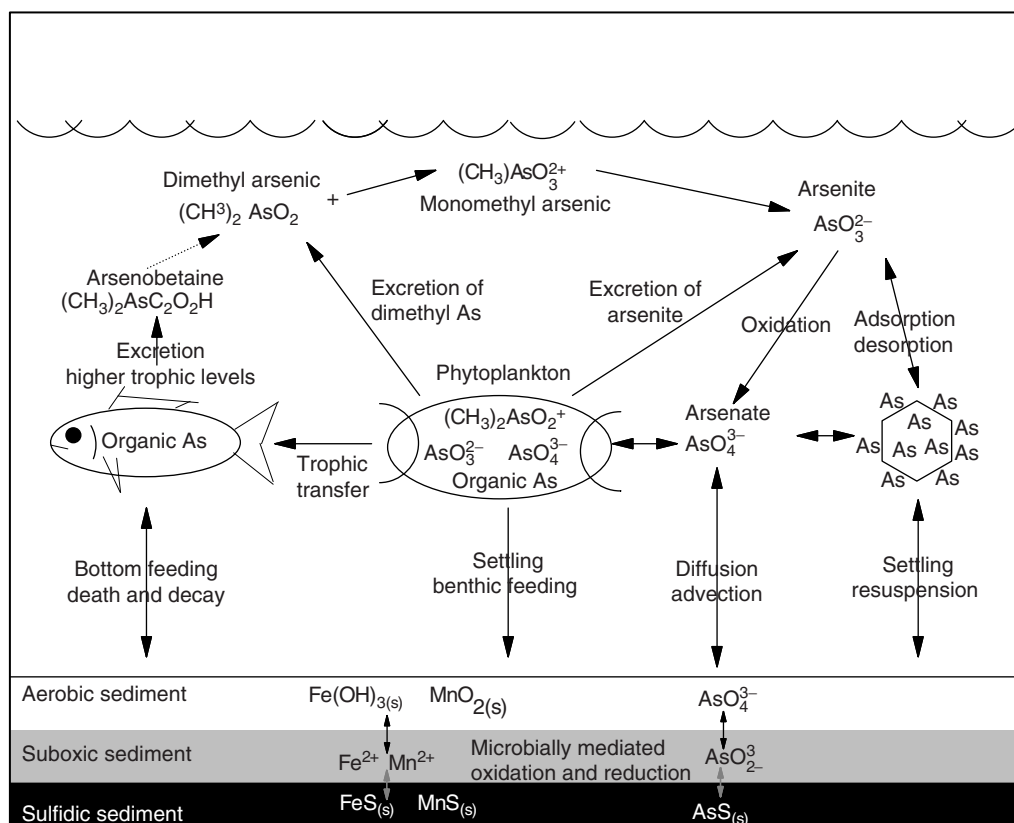 Dimethyl arsenic
(CH³)₂ AsO₂ +
(CH₃)AsO₃²⁺
Monomethyl arsenic
Arsenite
AsO₃²⁻
Arsenobetaine
(CH₃)₂AsC₂O₂H
Excretion of
dimethyl As
Excretion of
arsenite
Oxidation
Adsorption
desorption
Excretion
higher trophic levels
Phytoplankton
(CH₃)₂AsO₂⁺
AsO₃²⁻ AsO₄³⁻
Organic As
Organic As
Trophic
transfer
Arsenate
AsO₄³⁻
As As
As As
As As As As
As As
Bottom feeding
death and decay
Settling
benthic feeding
Diffusion
advection
Settling
resuspension
Aerobic sediment Fe(OH)₃₍ₛ₎ MnO₂₍ₛ₎ AsO₄³⁻
Suboxic sediment Fe²⁺ Mn²⁺ Microbially mediated
oxidation and reduction AsO₂₋³
Sulfidic sediment FeS₍ₛ₎ MnS₍ₛ₎ AsS₍ₛ₎